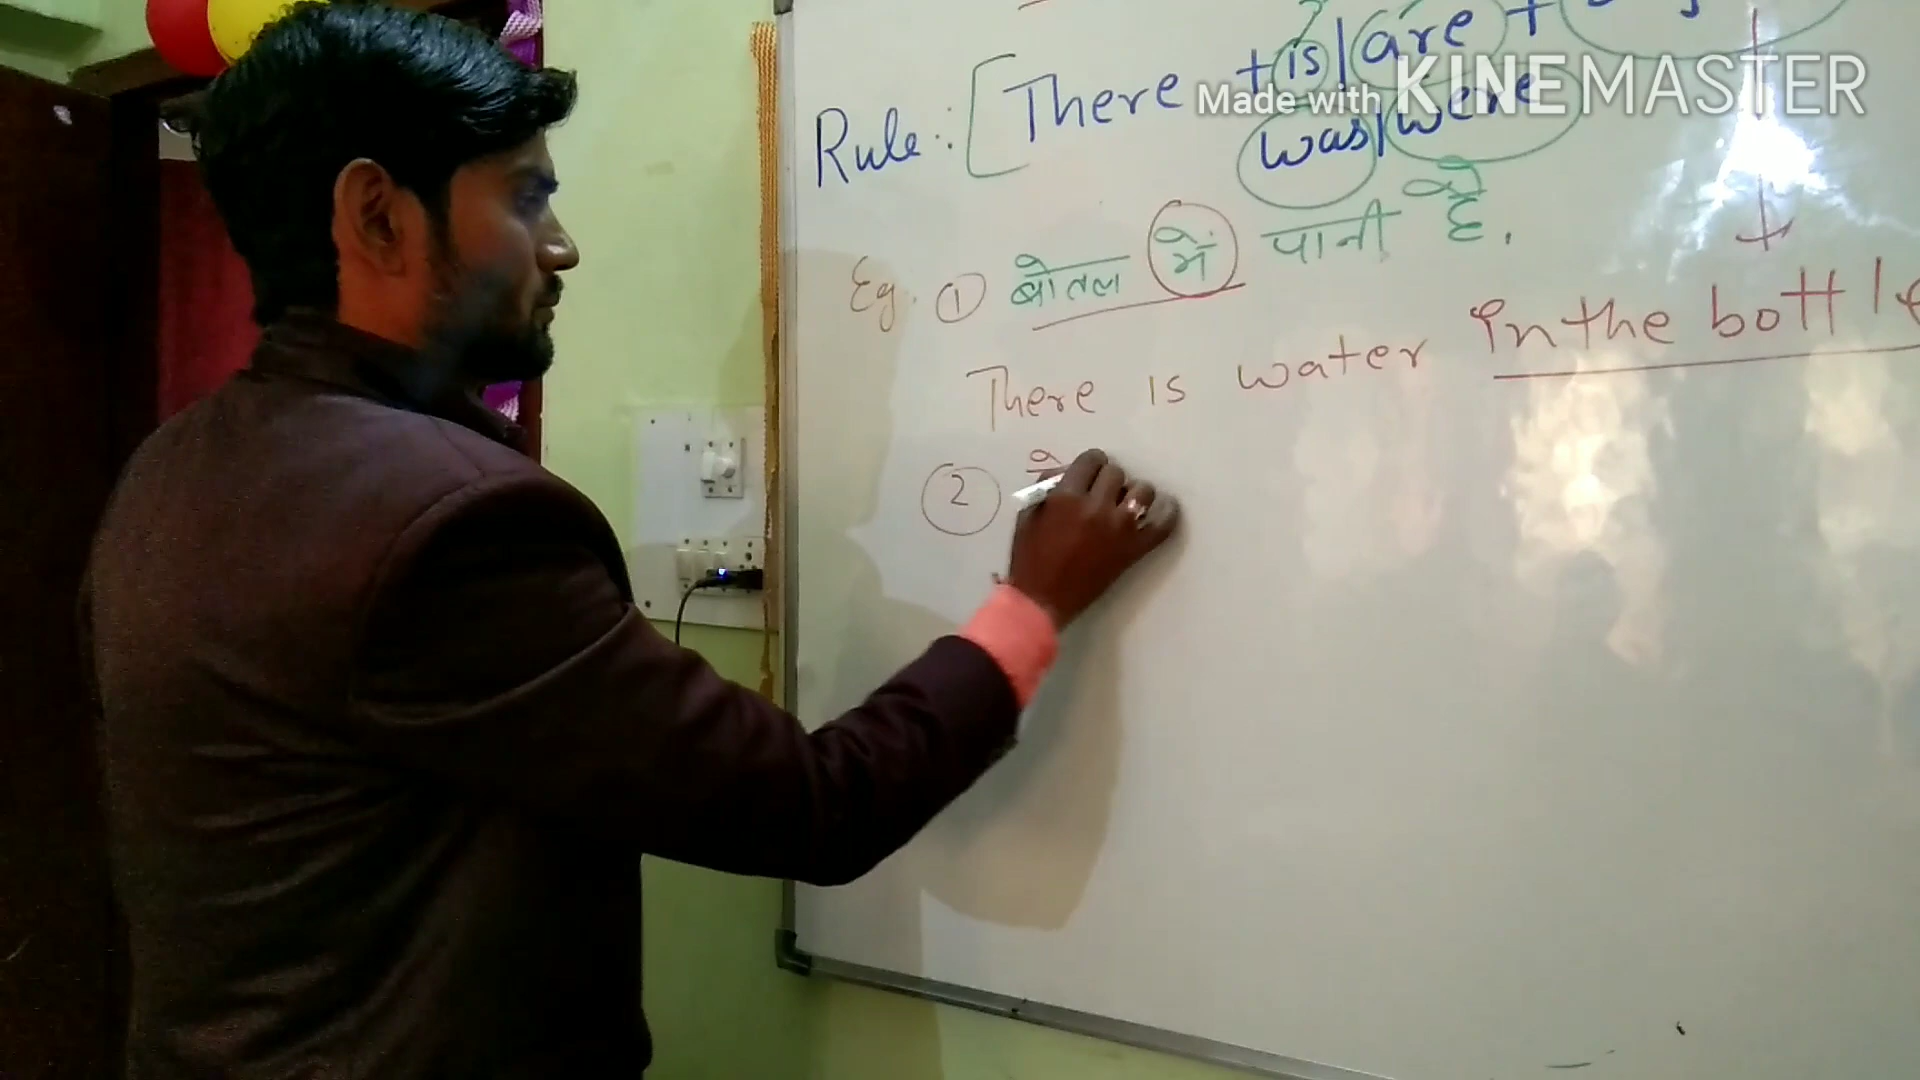 Rule:- [ There + is/are +
was/were
Made with KINEMASTER
Eg. ① बोतल में पानी है.
There is water in the bottle
②